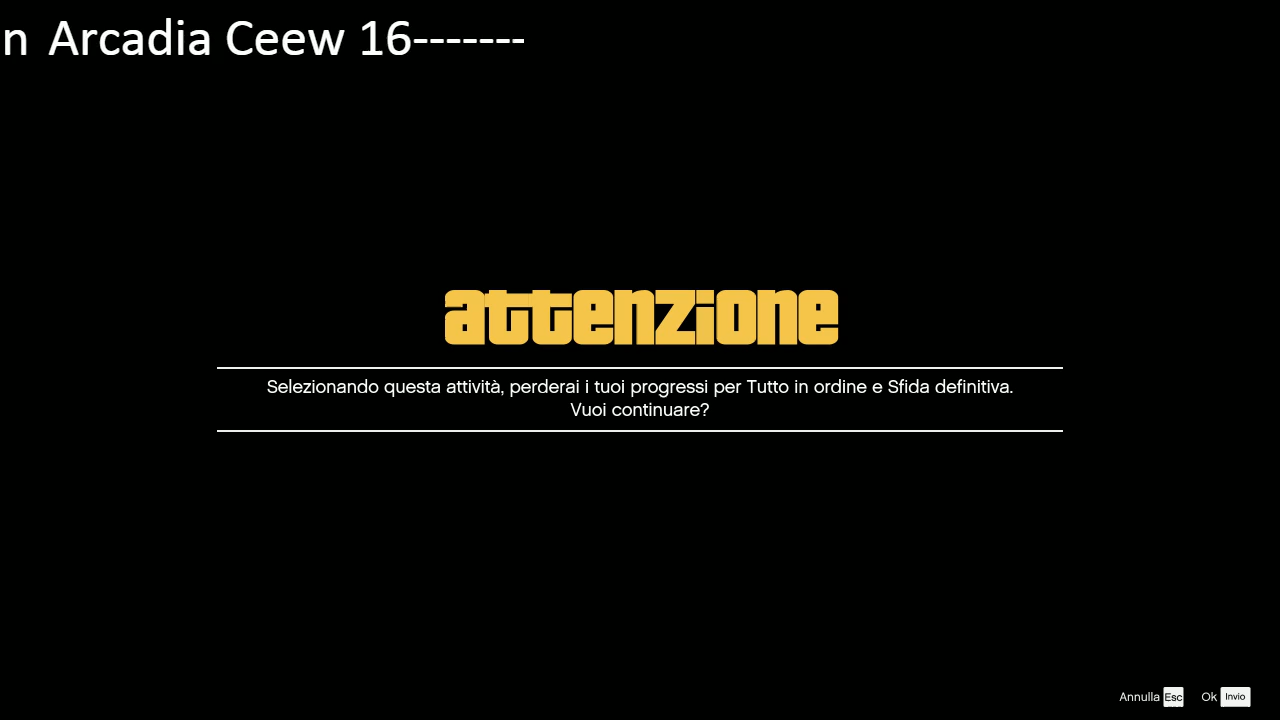 n Arcadia Ceew 16-------
attenzione
Selezionando questa attività, perderai i tuoi progressi per Tutto in ordine e Sfida definitiva.
Vuoi continuare?
Annulla Esc Ok Invio